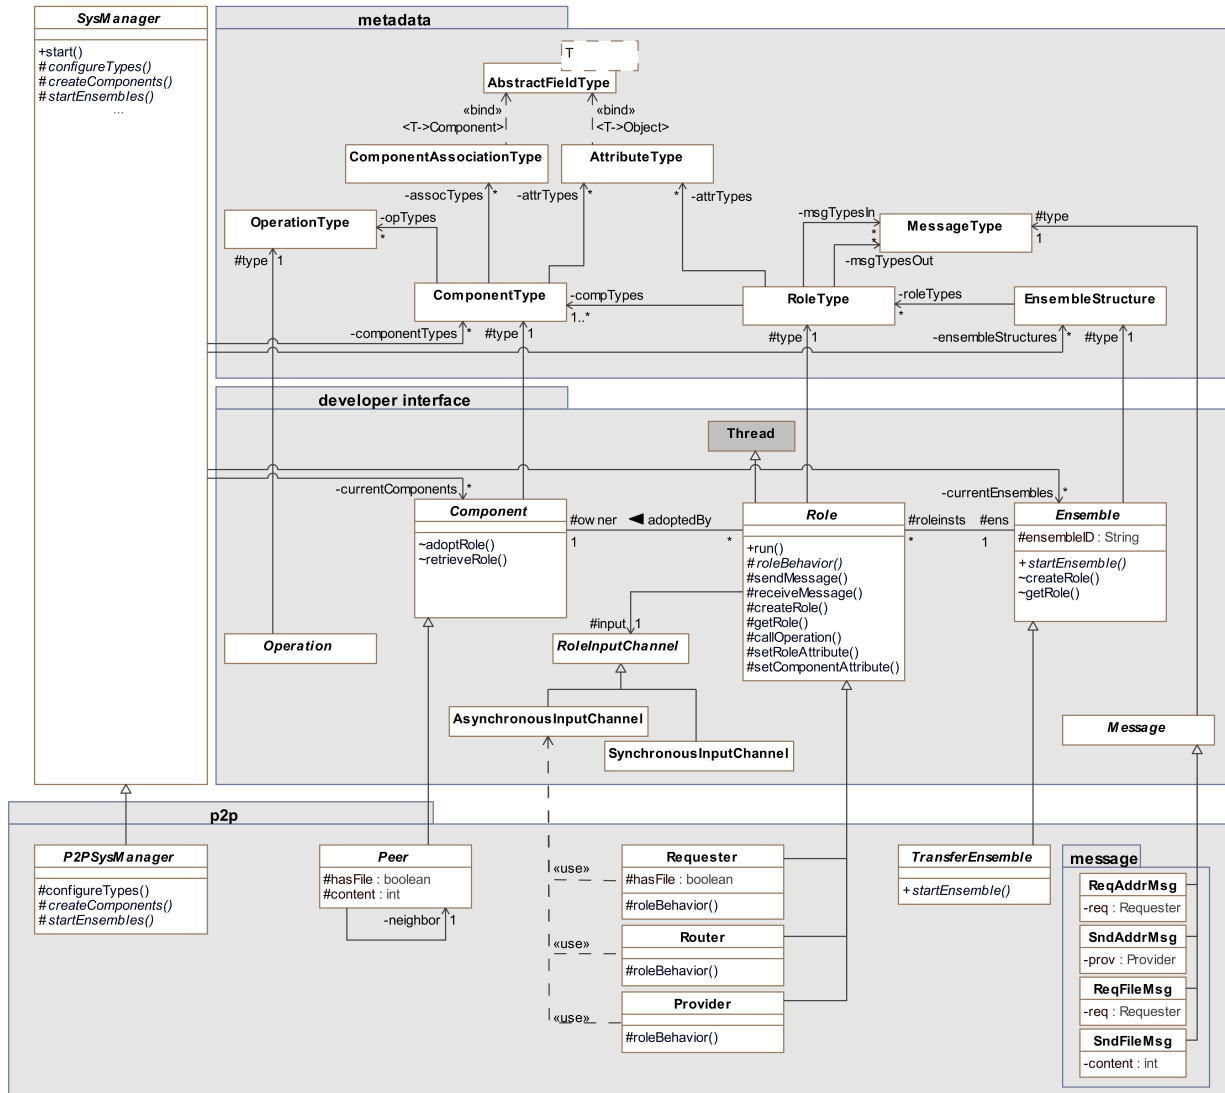 SysManager
+start()
#configureTypes()
#createComponents()
#startEnsembles()
...
metadata
T
AbstractFieldType
«bind»
<T->Component>
«bind»
<T->Object>
ComponentAssociationType
AttributeType
-assocTypes *
-attrTypes *
* -attrTypes
OperationType
-opTypes
*
#type 1
-msgTypesIn
*
MessageType
*
-msgTypesOut
#type
1
ComponentType
-compTypes
1..*
RoleType
-roleTypes
*
EnsembleStructure
-componentTypes *
#type 1
#type 1
-ensembleStructures *
#type 1
developer interface
Thread
-currentComponents *
-currentEnsembles *
Component
~adoptRole()
~retrieveRole()
#owner ◄ adoptedBy
1 *
Role
+run()
#roleBehavior()
#sendMessage()
#receiveMessage()
#createRole()
#getRole()
#callOperation()
#setRoleAttribute()
#setComponentAttribute()
#roleinsts #ens
* 1
Ensemble
#ensembleID : String
+startEnsemble()
~createRole()
~getRole()
#input 1
Operation
RoleInputChannel
AsynchronousInputChannel
SynchronousInputChannel
Message
p2p
P2PSysManager
#configureTypes()
#createComponents()
#startEnsembles()
Peer
#hasFile : boolean
#content : int
-neighbor 1
«use»
«use»
«use»
Requester
#hasFile : boolean
#roleBehavior()
Router
#roleBehavior()
Provider
#roleBehavior()
TransferEnsemble
+startEnsemble()
message
ReqAddrMsg
-req : Requester
SndAddrMsg
-prov : Provider
ReqFileMsg
-req : Requester
SndFileMsg
-content : int